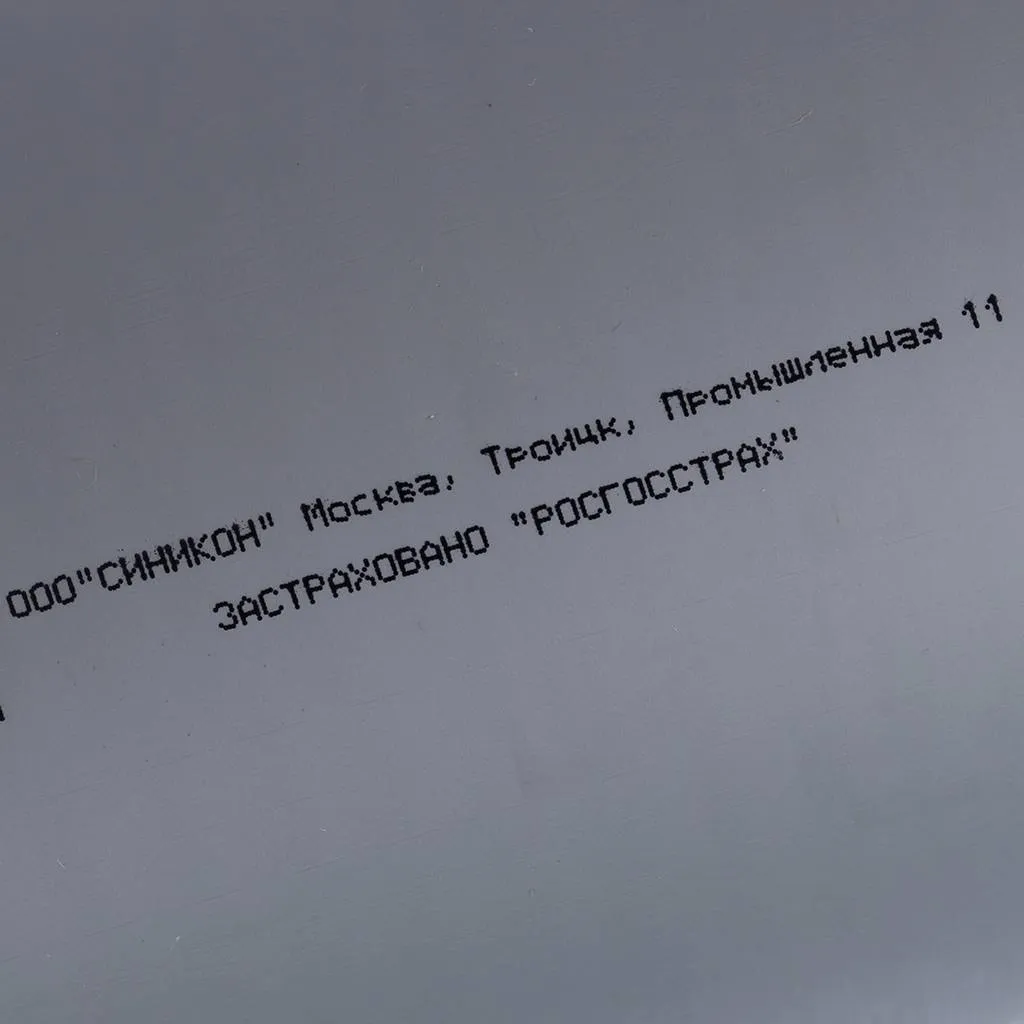 ООО"СИНИКОН" Москва, Троицк, Промышленная 11
ЗАСТРАХОВАНО "РОСГОССТРАХ"